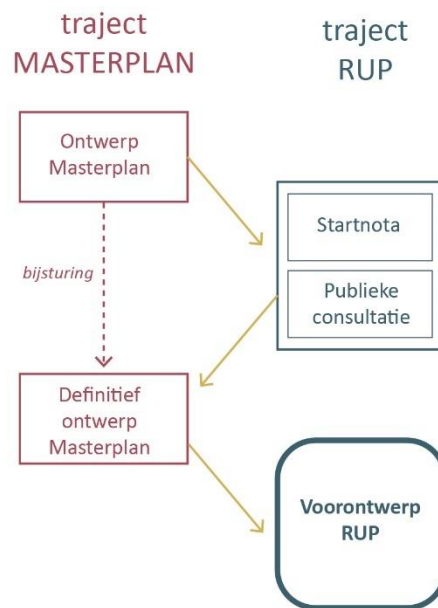 traject
MASTERPLAN
traject
RUP
Ontwerp
Masterplan
Startnota
bijsturing
Publieke
consultatie
Definitief
ontwerp
Masterplan
Voorontwerp
RUP